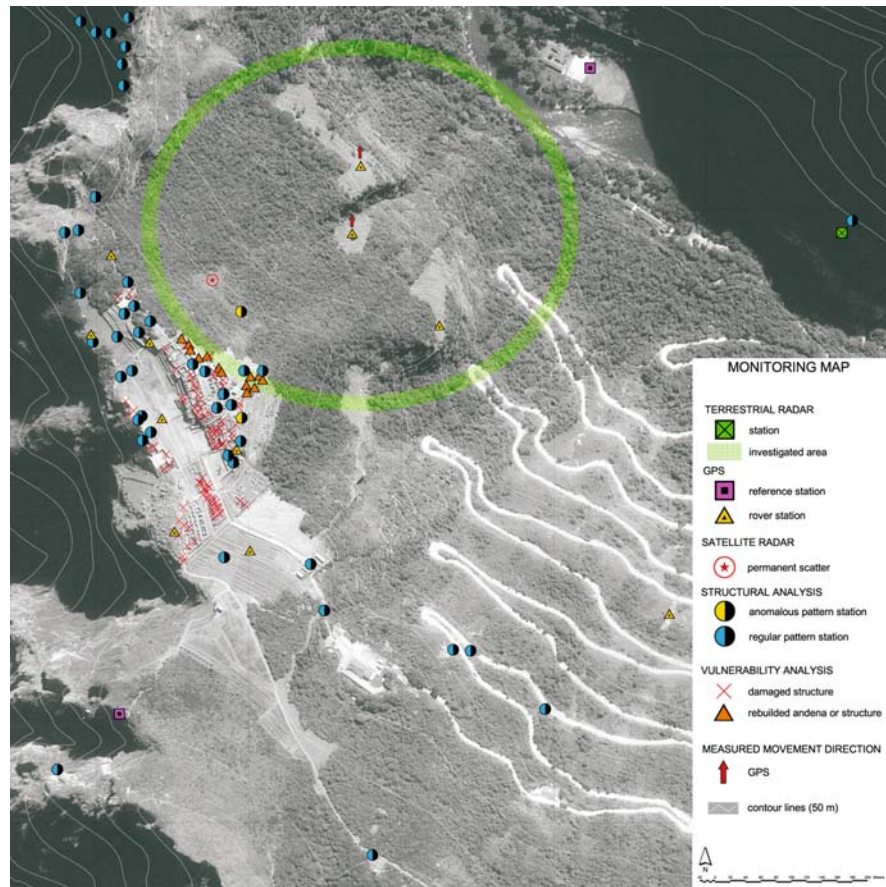 MONITORING MAP
TERRESTRIAL RADAR
station
investigated area
GPS
reference station
rover station
SATELLITE RADAR
permanent scatter
STRUCTURAL ANALYSIS
anomalous pattern station
regular pattern station
VULNERABILITY ANALYSIS
damaged structure
rebuilded andena or structure
MEASURED MOVEMENT DIRECTION
GPS
contour lines (50 m)